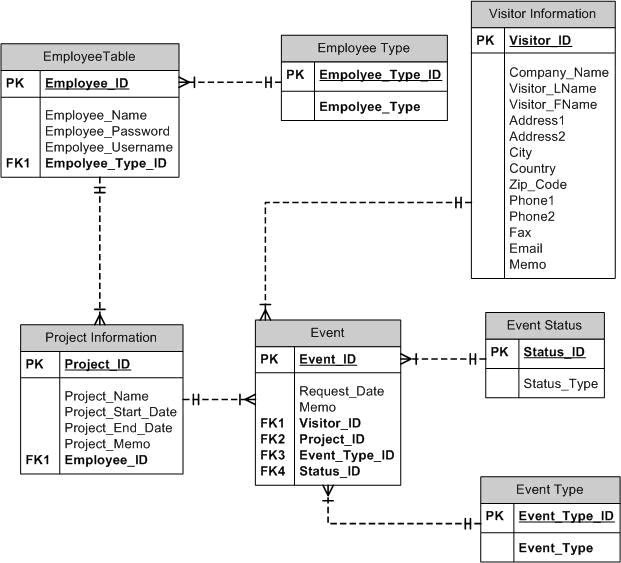 Visitor Information
PK Visitor_ID
Company_Name
Visitor_LName
Visitor_FName
Address1
Address2
City
Country
Zip_Code
Phone1
Phone2
Fax
Email
Memo
EmployeeTable
PK Employee_ID
Employee_Name
Employee_Password
Empolyee_Username
FK1 Empolyee_Type_ID
Employee Type
PK Empolyee_Type_ID
Empolyee_Type
Project Information
PK Project_ID
Project_Name
Project_Start_Date
Project_End_Date
Project_Memo
FK1 Employee_ID
Event
PK Event_ID
Request_Date
Memo
FK1 Visitor_ID
FK2 Project_ID
FK3 Event_Type_ID
FK4 Status_ID
Event Status
PK Status_ID
Status_Type
Event Type
PK Event_Type_ID
Event_Type